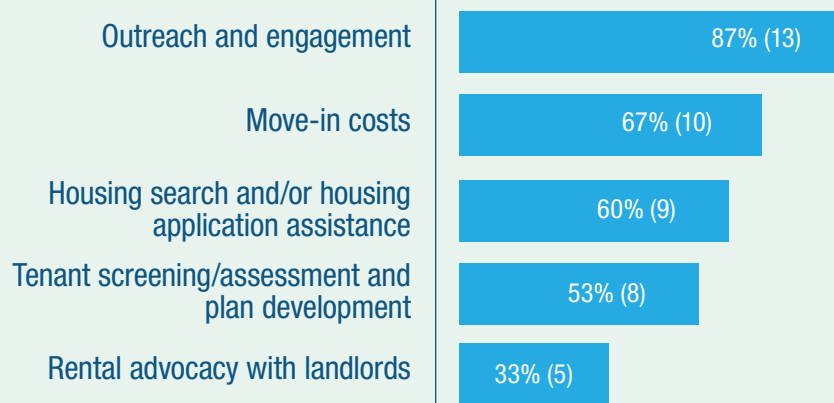 Outreach and engagement
87% (13)
Move-in costs
67% (10)
Housing search and/or housing
application assistance
60% (9)
Tenant screening/assessment and
plan development
53% (8)
Rental advocacy with landlords
33% (5)